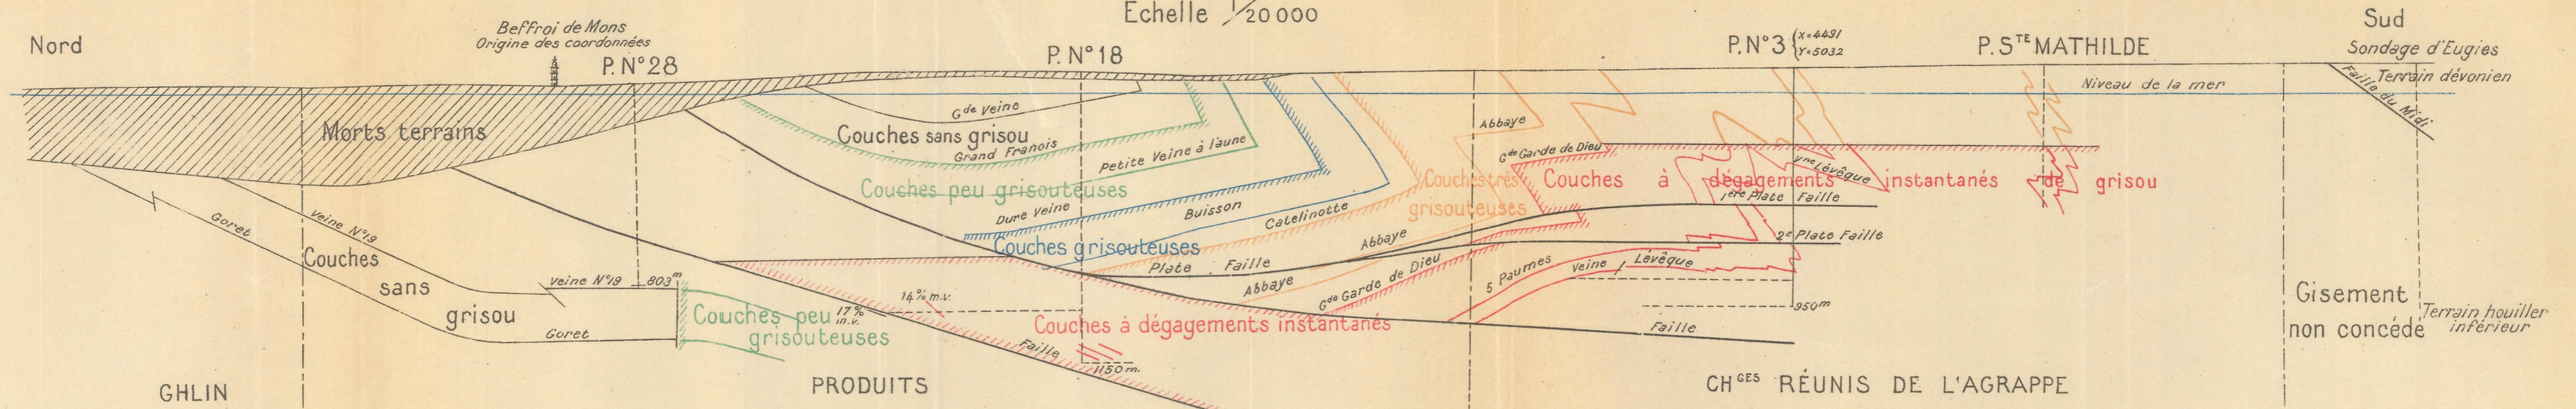 Echelle 1/20000
Nord
Beffroi de Mons
Origine des coordonnées
P.N°28
P.N°18
P.N°3 {X=4491
Y=5032
P.STE MATHILDE
Sud
Sondage d'Eugies
Terrain dévonien
Faille du Midi
Niveau de la mer
Morts terrains
Gde Veine
Couches sans grisou
Grand Franois
Petite Veine à l'aune
Couches peu grisouteuses
Dure Veine
Buisson
Catelinotte
Couches grisouteuses
Abbaye
Gde Garde de Dieu
Couches très
grisouteuses
Couches à dégagements instantanés de grisou
Vne Lévêque
1ère Plate Faille
2e Plate Faille
Abbaye
Plate Faille
Abbaye
Gde Garde de Dieu
5 Paumes
Veine Lévêque
950m
Faille
Goret
Veine N°19
Couches
sans
grisou
Veine N°19
803m
Goret
Couches peu
grisouteuses
17%
m.v.
14% m.v.
Couches à dégagements instantanés
Faille
1150m.
Gisement
non concédé
Terrain houiller
inférieur
GHLIN
PRODUITS
CHGES RÉUNIS DE L'AGRAPPE